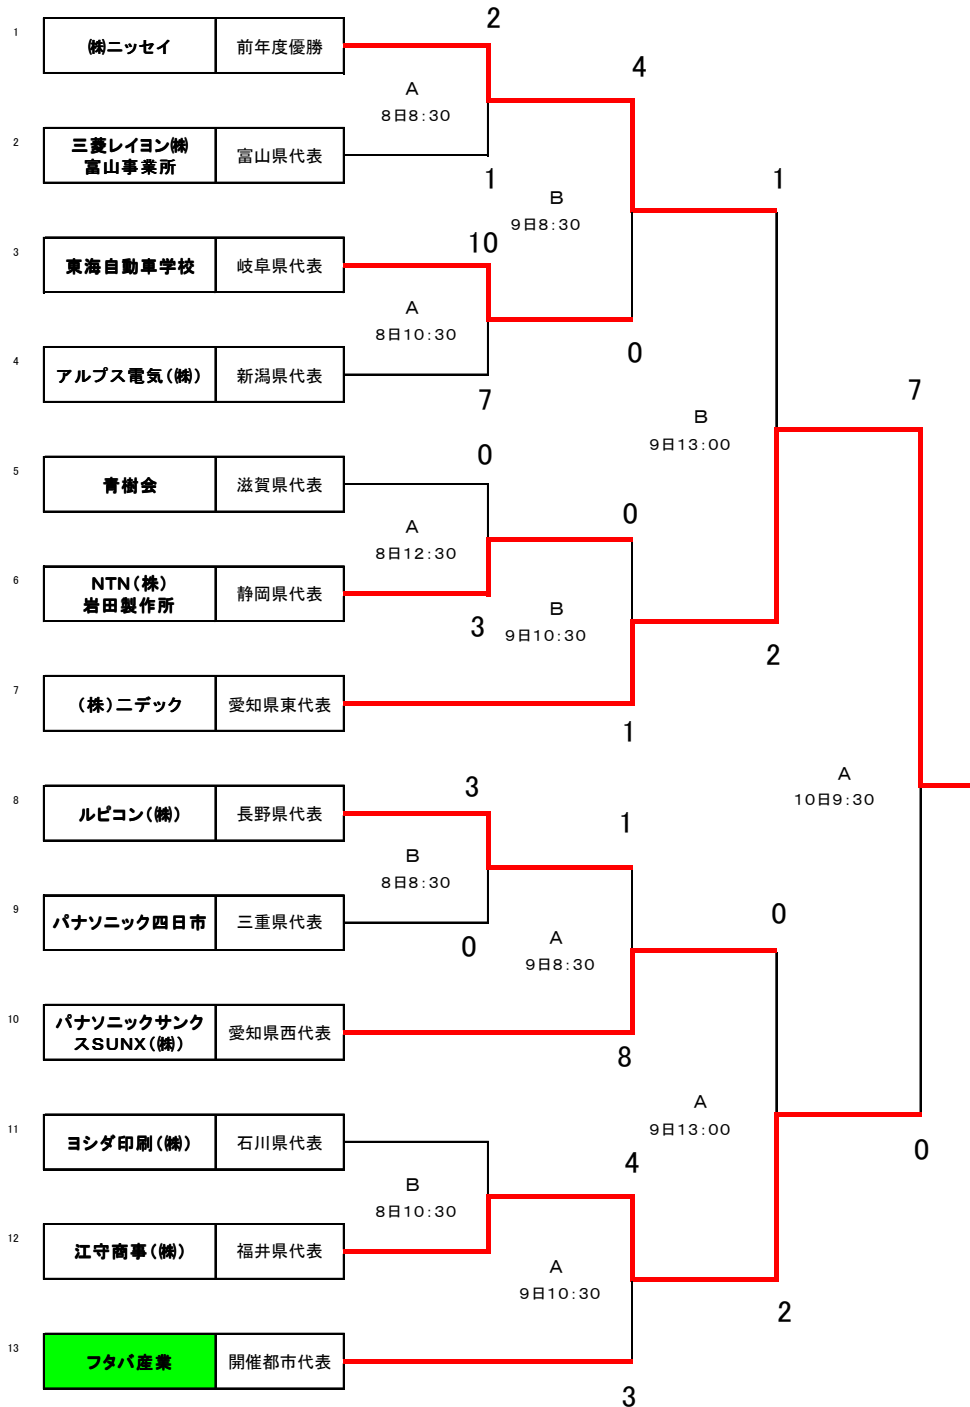 1
㈱ニッセイ
前年度優勝
2
A
8日8:30
4
2
三菱レイヨン㈱
富山事業所
富山県代表
1
B
9日8:30
1
3
東海自動車学校
岐阜県代表
10
A
8日10:30
0
4
アルプス電気(㈱)
新潟県代表
7
B
9日13:00
7
5
青樹会
滋賀県代表
0
A
8日12:30
0
6
NTN(株)
岩田製作所
静岡県代表
3
B
9日10:30
2
7
(株)ニデック
愛知県東代表
1
A
10日9:30
8
ルビコン(㈱)
長野県代表
3
B
8日8:30
1
9
パナソニック四日市
三重県代表
0
A
9日8:30
0
10
パナソニックサンク
スSUNX(㈱)
愛知県西代表
8
A
9日13:00
0
11
ヨシダ印刷(㈱)
石川県代表
B
8日10:30
4
12
江守商事(㈱)
福井県代表
A
9日10:30
2
13
フタバ産業
開催都市代表
3